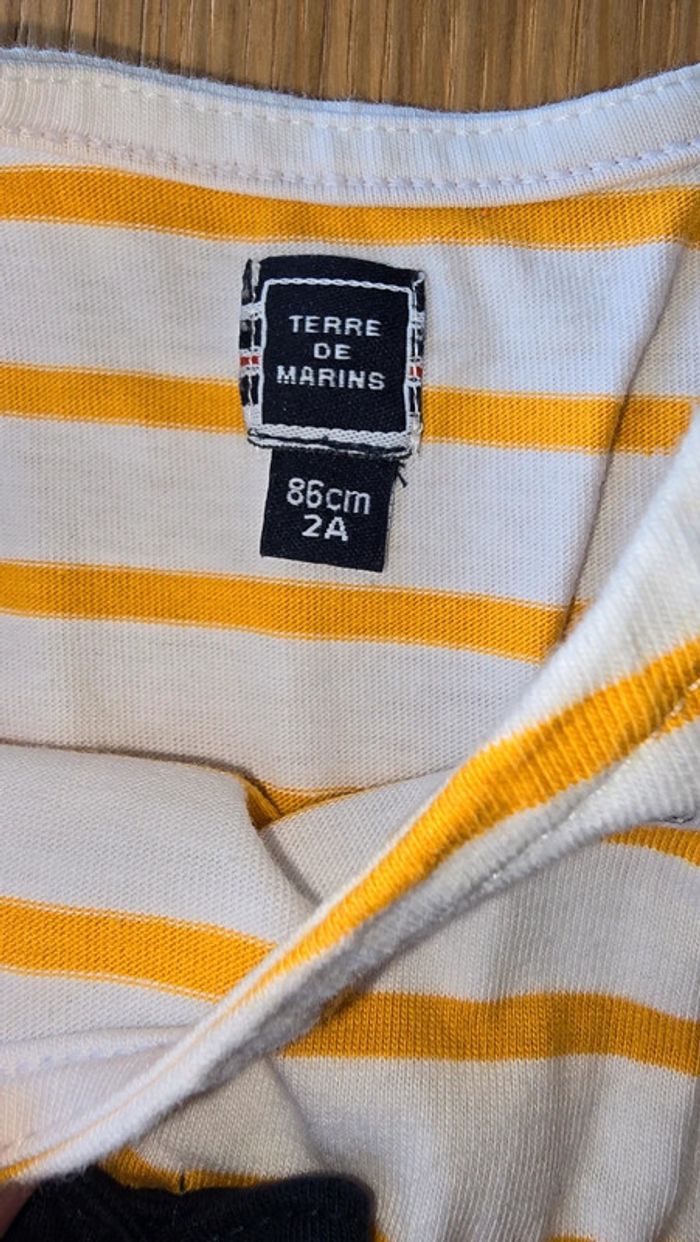 TERRE
DE
MARINS
86cm
2A